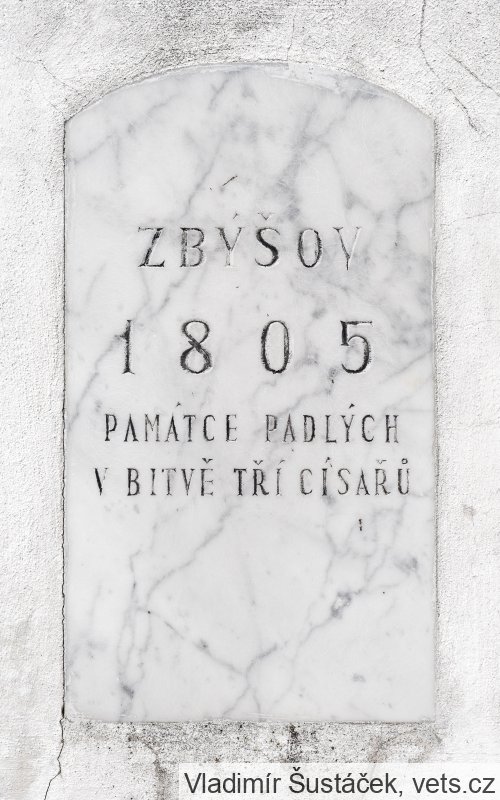 ZBÝŠOV
1805
PAMÁTCE PADLÝCH
V BITVĚ TŘÍ CÍSAŘŮ
Vladimír Šustáček, vets.cz